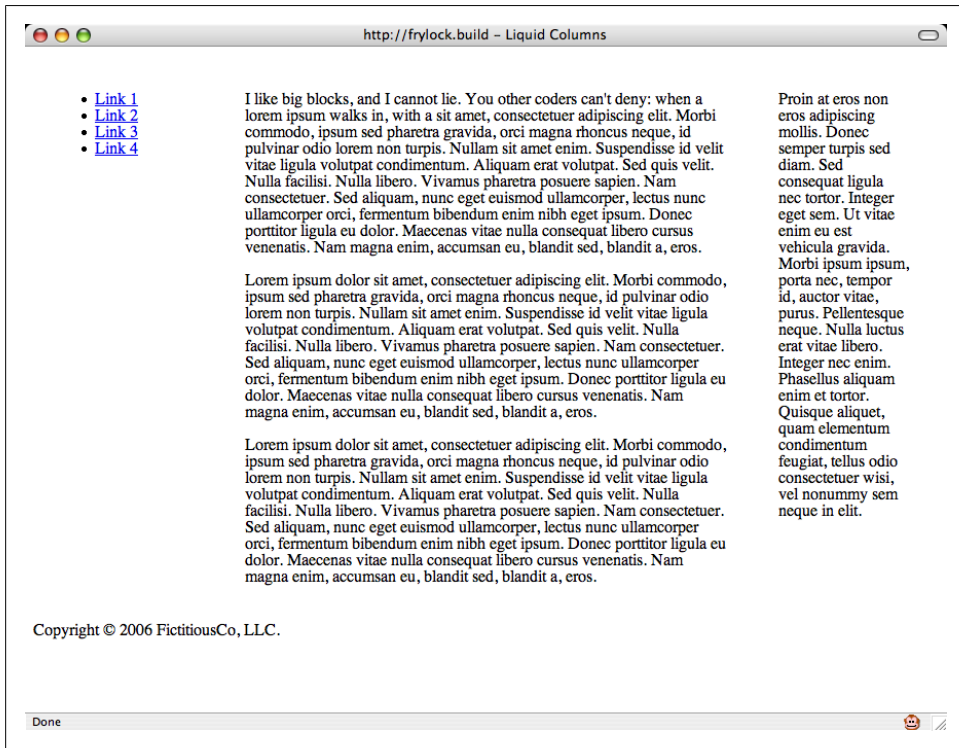 http://frylock.build – Liquid Columns
Link 1
Link 2
Link 3
Link 4
I like big blocks, and I cannot lie. You other coders can't deny: when a
lorem ipsum walks in, with a sit amet, consectetuer adipiscing elit. Morbi
commodo, ipsum sed pharetra gravida, orci magna rhoncus neque, id
pulvinar odio lorem non turpis. Nullam sit amet enim. Suspendisse id velit
vitae ligula volutpat condimentum. Aliquam erat volutpat. Sed quis velit.
Nulla facilisi. Nulla libero. Vivamus pharetra posuere sapien. Nam
consectetuer. Sed aliquam, nunc eget euismod ullamcorper, lectus nunc
ullamcorper orci, fermentum bibendum enim nibh eget ipsum. Donec
porttitor ligula eu dolor. Maecenas vitae nulla consequat libero cursus
venenatis. Nam magna enim, accumsan eu, blandit sed, blandit a, eros.
Lorem ipsum dolor sit amet, consectetuer adipiscing elit. Morbi commodo,
ipsum sed pharetra gravida, orci magna rhoncus neque, id pulvinar odio
lorem non turpis. Nullam sit amet enim. Suspendisse id velit vitae ligula
volutpat condimentum. Aliquam erat volutpat. Sed quis velit. Nulla
facilisi. Nulla libero. Vivamus pharetra posuere sapien. Nam consectetuer.
Sed aliquam, nunc eget euismod ullamcorper, lectus nunc ullamcorper
orci, fermentum bibendum enim nibh eget ipsum. Donec porttitor ligula eu
dolor. Maecenas vitae nulla consequat libero cursus venenatis. Nam
magna enim, accumsan eu, blandit sed, blandit a, eros.
Lorem ipsum dolor sit amet, consectetuer adipiscing elit. Morbi commodo,
ipsum sed pharetra gravida, orci magna rhoncus neque, id pulvinar odio
lorem non turpis. Nullam sit amet enim. Suspendisse id velit vitae ligula
volutpat condimentum. Aliquam erat volutpat. Sed quis velit. Nulla
facilisi. Nulla libero. Vivamus pharetra posuere sapien. Nam consectetuer.
Sed aliquam, nunc eget euismod ullamcorper, lectus nunc ullamcorper
orci, fermentum bibendum enim nibh eget ipsum. Donec porttitor ligula eu
dolor. Maecenas vitae nulla consequat libero cursus venenatis. Nam
magna enim, accumsan eu, blandit sed, blandit a, eros.
Proin at eros non
eros adipiscing
mollis. Donec
semper turpis sed
diam. Sed
consequat ligula
nec tortor. Integer
eget sem. Ut vitae
enim eu est
vehicula gravida.
Morbi ipsum ipsum,
porta nec, tempor
id, auctor vitae,
purus. Pellentesque
neque. Nulla luctus
erat vitae libero.
Integer nec enim.
Phasellus aliquam
enim et tortor.
Quisque aliquet,
quam elementum
condimentum
feugiat, tellus odio
consectetuer wisi,
vel nonummy sem
neque in elit.
Copyright © 2006 FictitiousCo, LLC.
Done